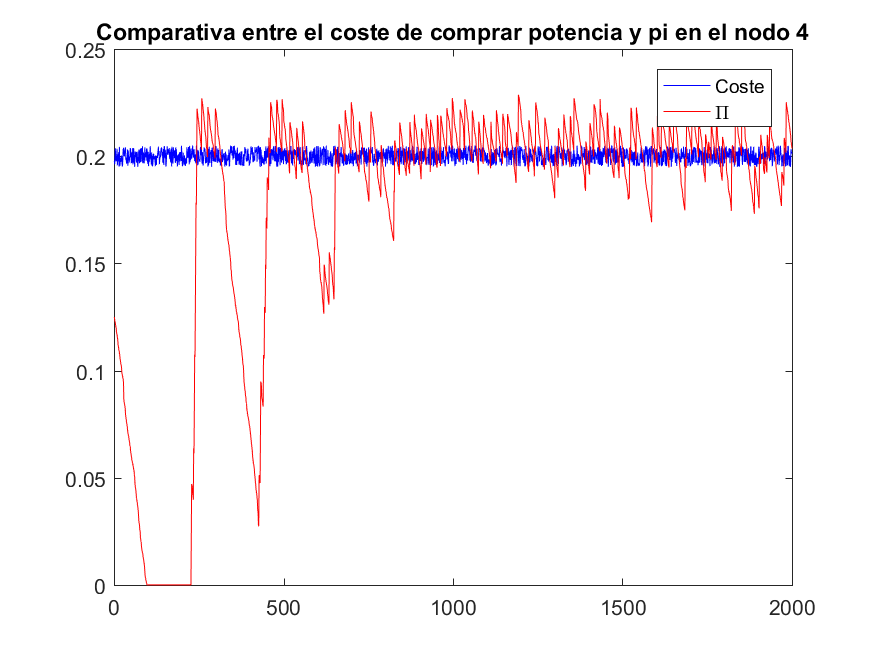 Comparativa entre el coste de comprar potencia y pi en el nodo 4
0.25
0.2
0.15
0.1
0.05
0
0 500 1000 1500 2000
Coste
Π